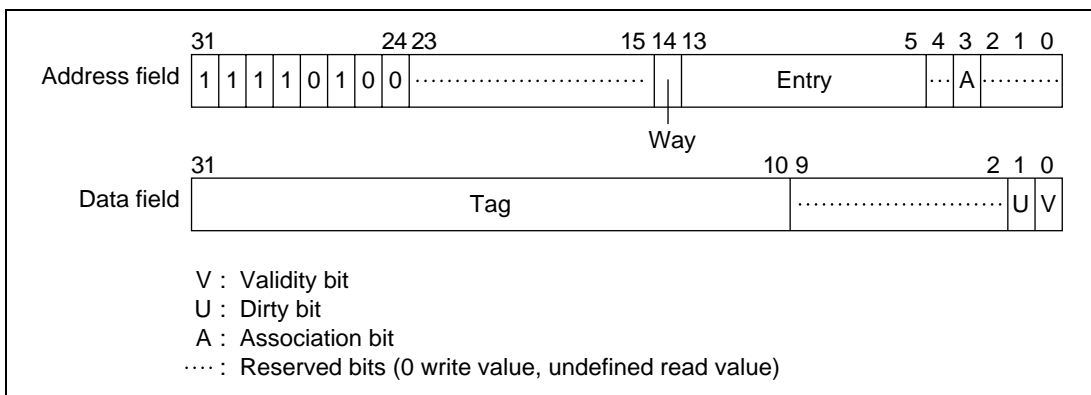 31 24 23 15 14 13 5 4 3 2 1 0
Address field 1 1 1 1 0 1 0 0 ........ Entry ... A ........
Way
31 10 9 2 1 0
Data field Tag ........ U V
V : Validity bit
U : Dirty bit
A : Association bit
.... : Reserved bits (0 write value, undefined read value)